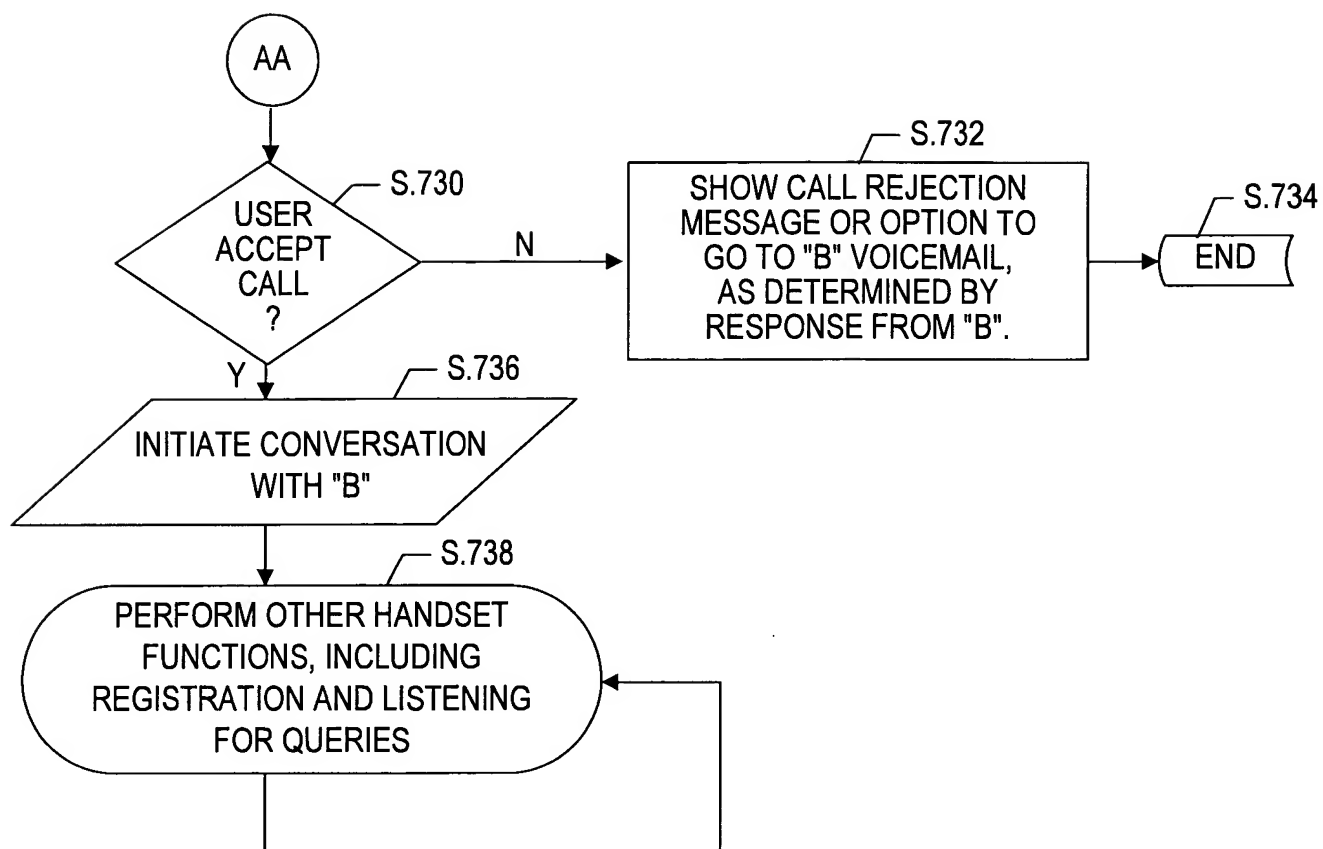 AA
S.730
USER
ACCEPT
CALL
?
N
S.732
SHOW CALL REJECTION
MESSAGE OR OPTION TO
GO TO "B" VOICEMAIL,
AS DETERMINED BY
RESPONSE FROM "B".
S.734
END
Y
S.736
INITIATE CONVERSATION
WITH "B"
S.738
PERFORM OTHER HANDSET
FUNCTIONS, INCLUDING
REGISTRATION AND LISTENING
FOR QUERIES